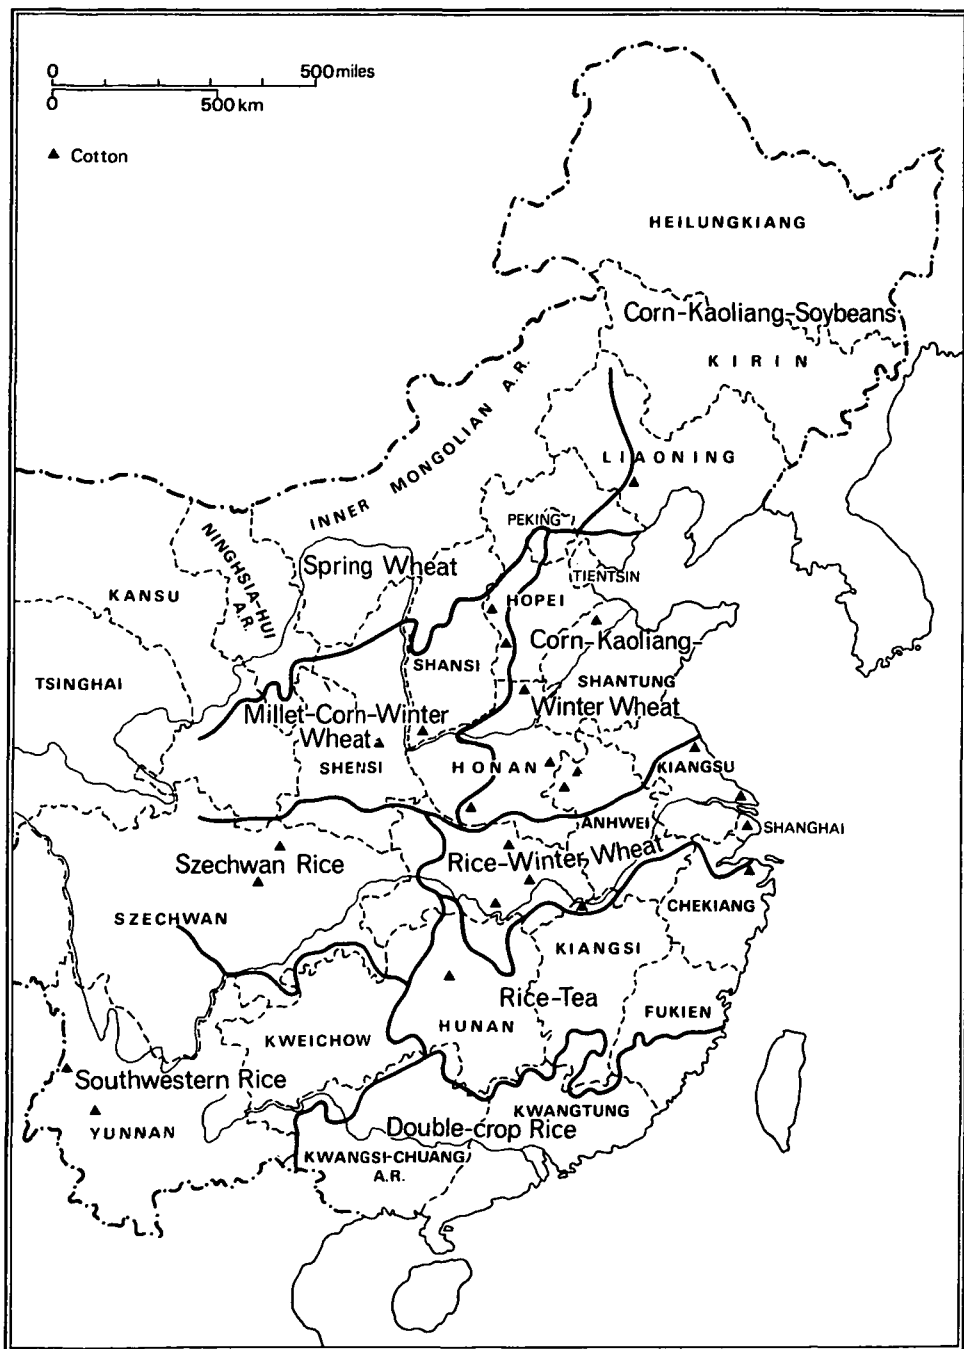 0 500 miles
0 500 km
▲ Cotton
HEILUNGKIANG
Corn-Kaoliang-Soybeans
KIRIN
INNER MONGOLIAN A.R.
LIAONING
PEKING
NINGHSIA-HUI
A.R.
Spring Wheat
TIENTSIN
KANSU
HOPEI
Corn-Kaoliang-
SHANSI
TSINGHAI
SHANTUNG
Winter Wheat
Millet-Corn-Winter
Wheat
SHENSI
HONAN
KIANGSU
ANHWEI
SHANGHAI
Rice-Winter Wheat
Szechwan Rice
CHEKIANG
SZECHWAN
KIANGSI
Rice-Tea
FUKIEN
HUNAN
KWEICHOW
Southwestern Rice
KWANGTUNG
YUNNAN
Double-crop Rice
KWANGSI-CHUANG
A.R.